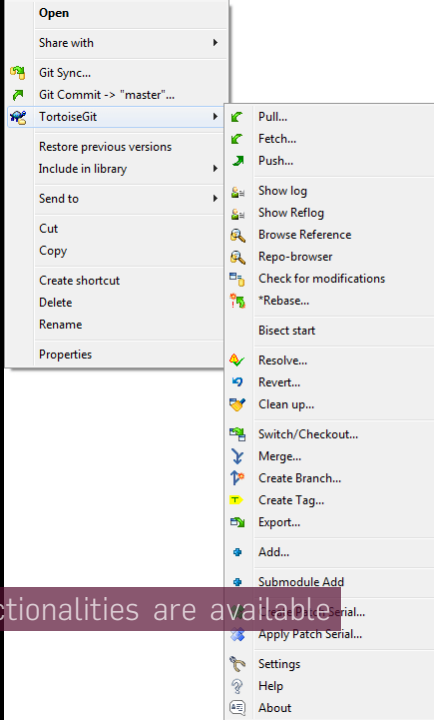 Open
Share with
Git Sync...
Git Commit -> "master"...
TortoiseGit
Restore previous versions
Include in library
Send to
Cut
Copy
Create shortcut
Delete
Rename
Properties
Pull...
Fetch...
Push...
Show log
Show Reflog
Browse Reference
Repo-browser
Check for modifications
*Rebase...
Bisect start
Resolve...
Revert...
Clean up...
Switch/Checkout...
Merge...
Create Branch...
Create Tag...
Export...
Add...
Submodule Add
Create Patch Serial...
ctionalities are available
Apply Patch Serial...
Settings
Help
About